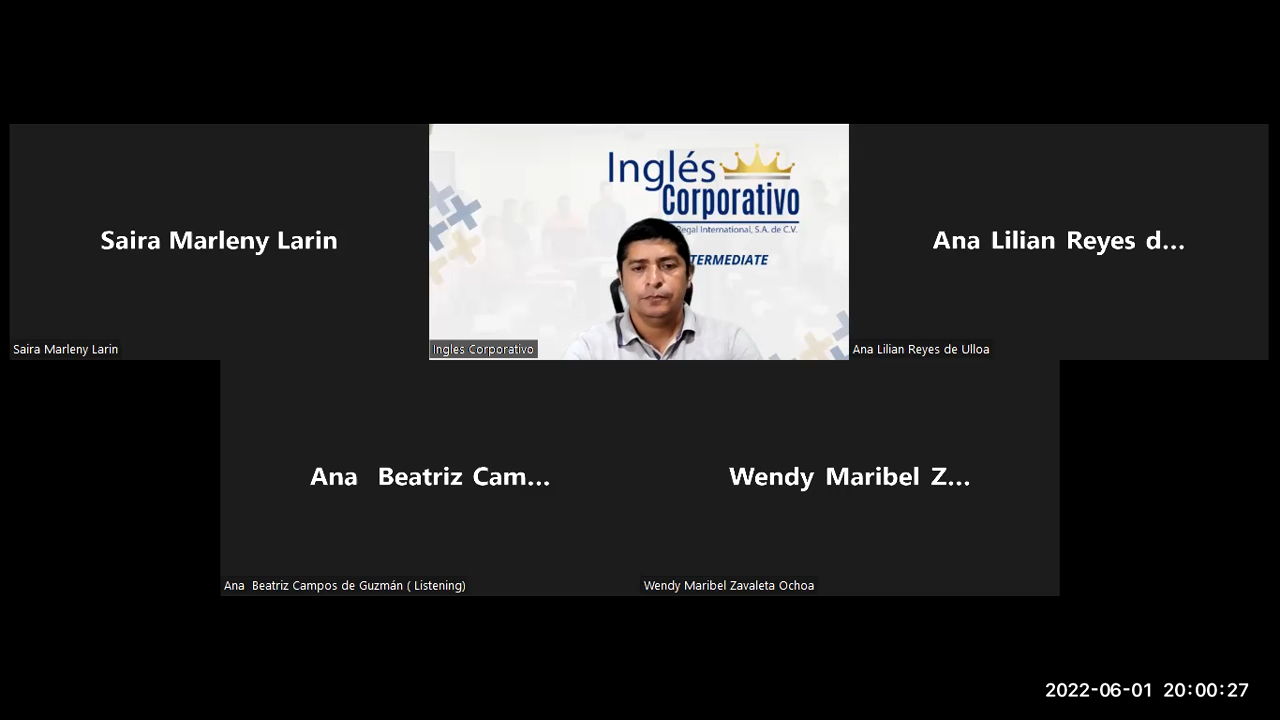 Saira Marleny Larin
Saira Marleny Larin
Inglés
Corporativo
Regal International, S.A. de C.V.
TERMEDIATE
Ingles Corporativo
Ana Lilian Reyes d...
Ana Lilian Reyes de Ulloa
Ana Beatriz Cam...
Ana Beatriz Campos de Guzmán ( Listening)
Wendy Maribel Z...
Wendy Maribel Zavaleta Ochoa
2022-06-01 20:00:27